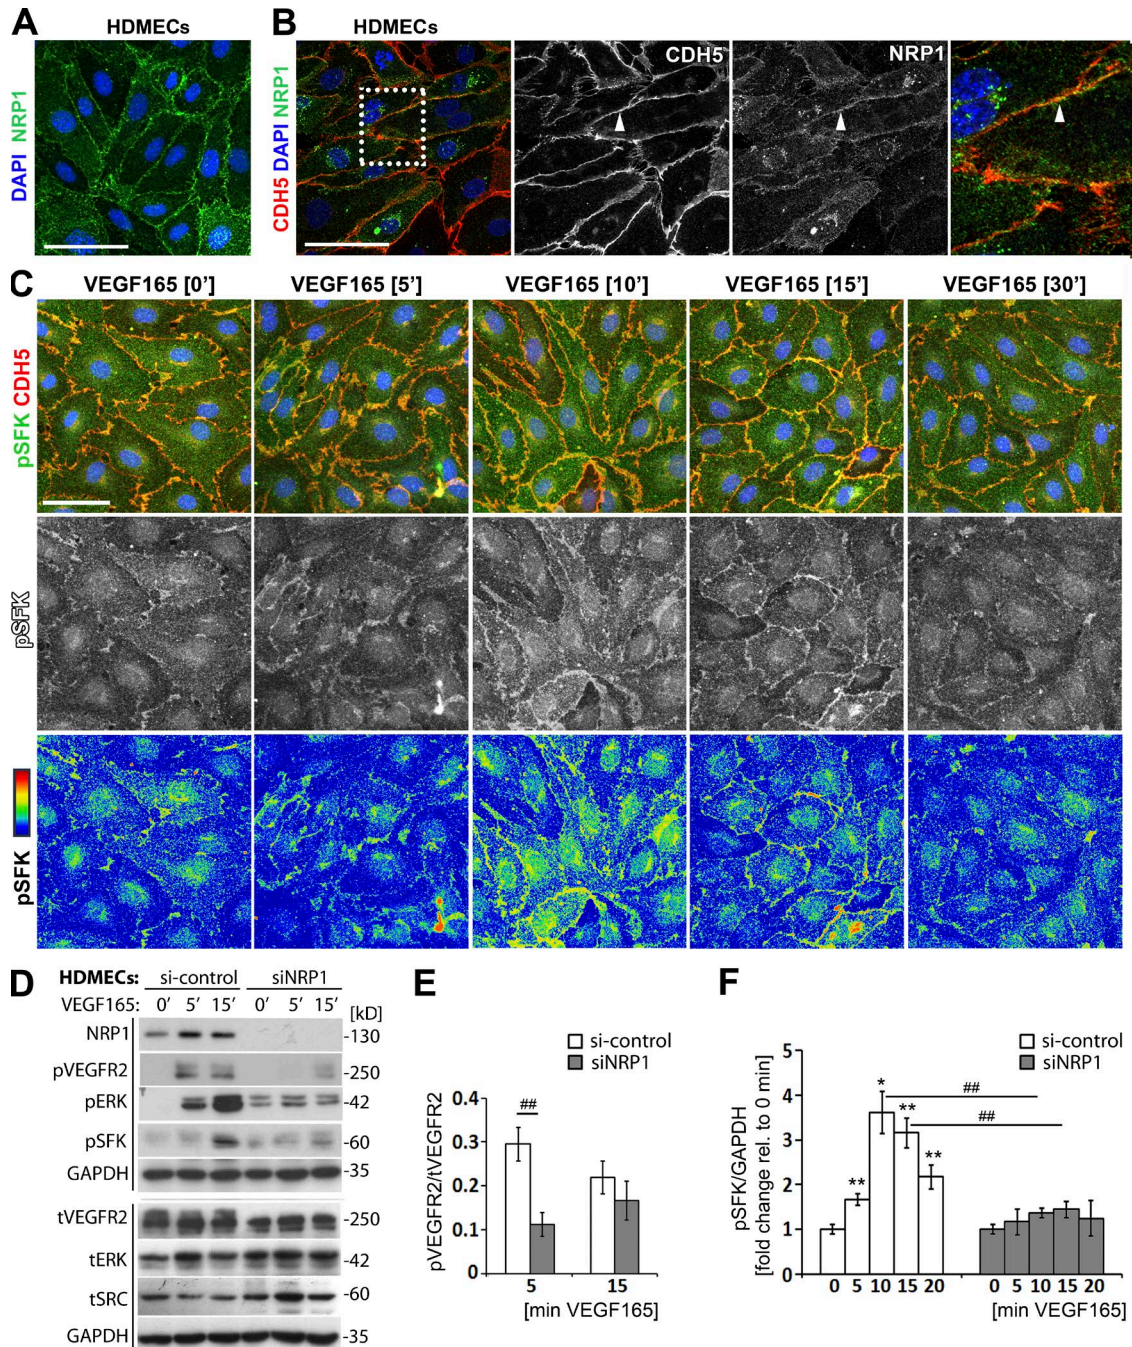 A
HDMECs
DAPI NRP1
B
HDMECs
CDH5 DAPI NRP1
CDH5
NRP1
C
VEGF165 [0’]
VEGF165 [5’]
VEGF165 [10’]
VEGF165 [15’]
VEGF165 [30’]
pSFK CDH5
pSFK
pSFK
D
HDMECs: si-control siNRP1
VEGF165: 0’ 5’ 15’ 0’ 5’ 15’ [kD]
NRP1 -130
pVEGFR2 -250
pERK -42
pSFK -60
GAPDH -35
tVEGFR2 -250
tERK -42
tSRC -60
GAPDH -35
E
si-control
siNRP1
pVEGFR2/tVEGFR2
0.4
0.3
0.2
0.1
0
##
5 15
[min VEGF165]
F
si-control
siNRP1
pSFK/GAPDH
[fold change rel. to 0 min]
5
4
3
2
1
0
**
*
**
**
##
##
0 5 10 15 20 0 5 10 15 20
[min VEGF165]